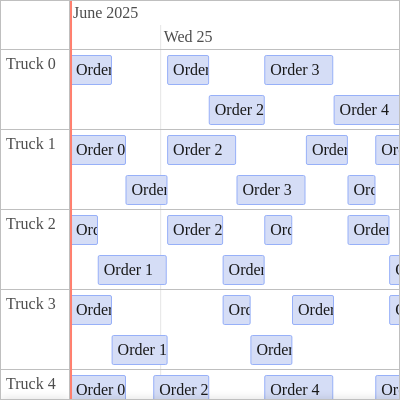 June 2025
Wed 25
Truck 0
Order Order Order 3
Order 2 Order 4
Truck 1
Order 0 Order 2 Order Or
Order Order 3 Orc
Truck 2
Orc Order 2 Orc Order
Order 1 Order
Truck 3
Order Orc Order
Order 1 Order
Truck 4
Order 0 Order 2 Order 4 Or